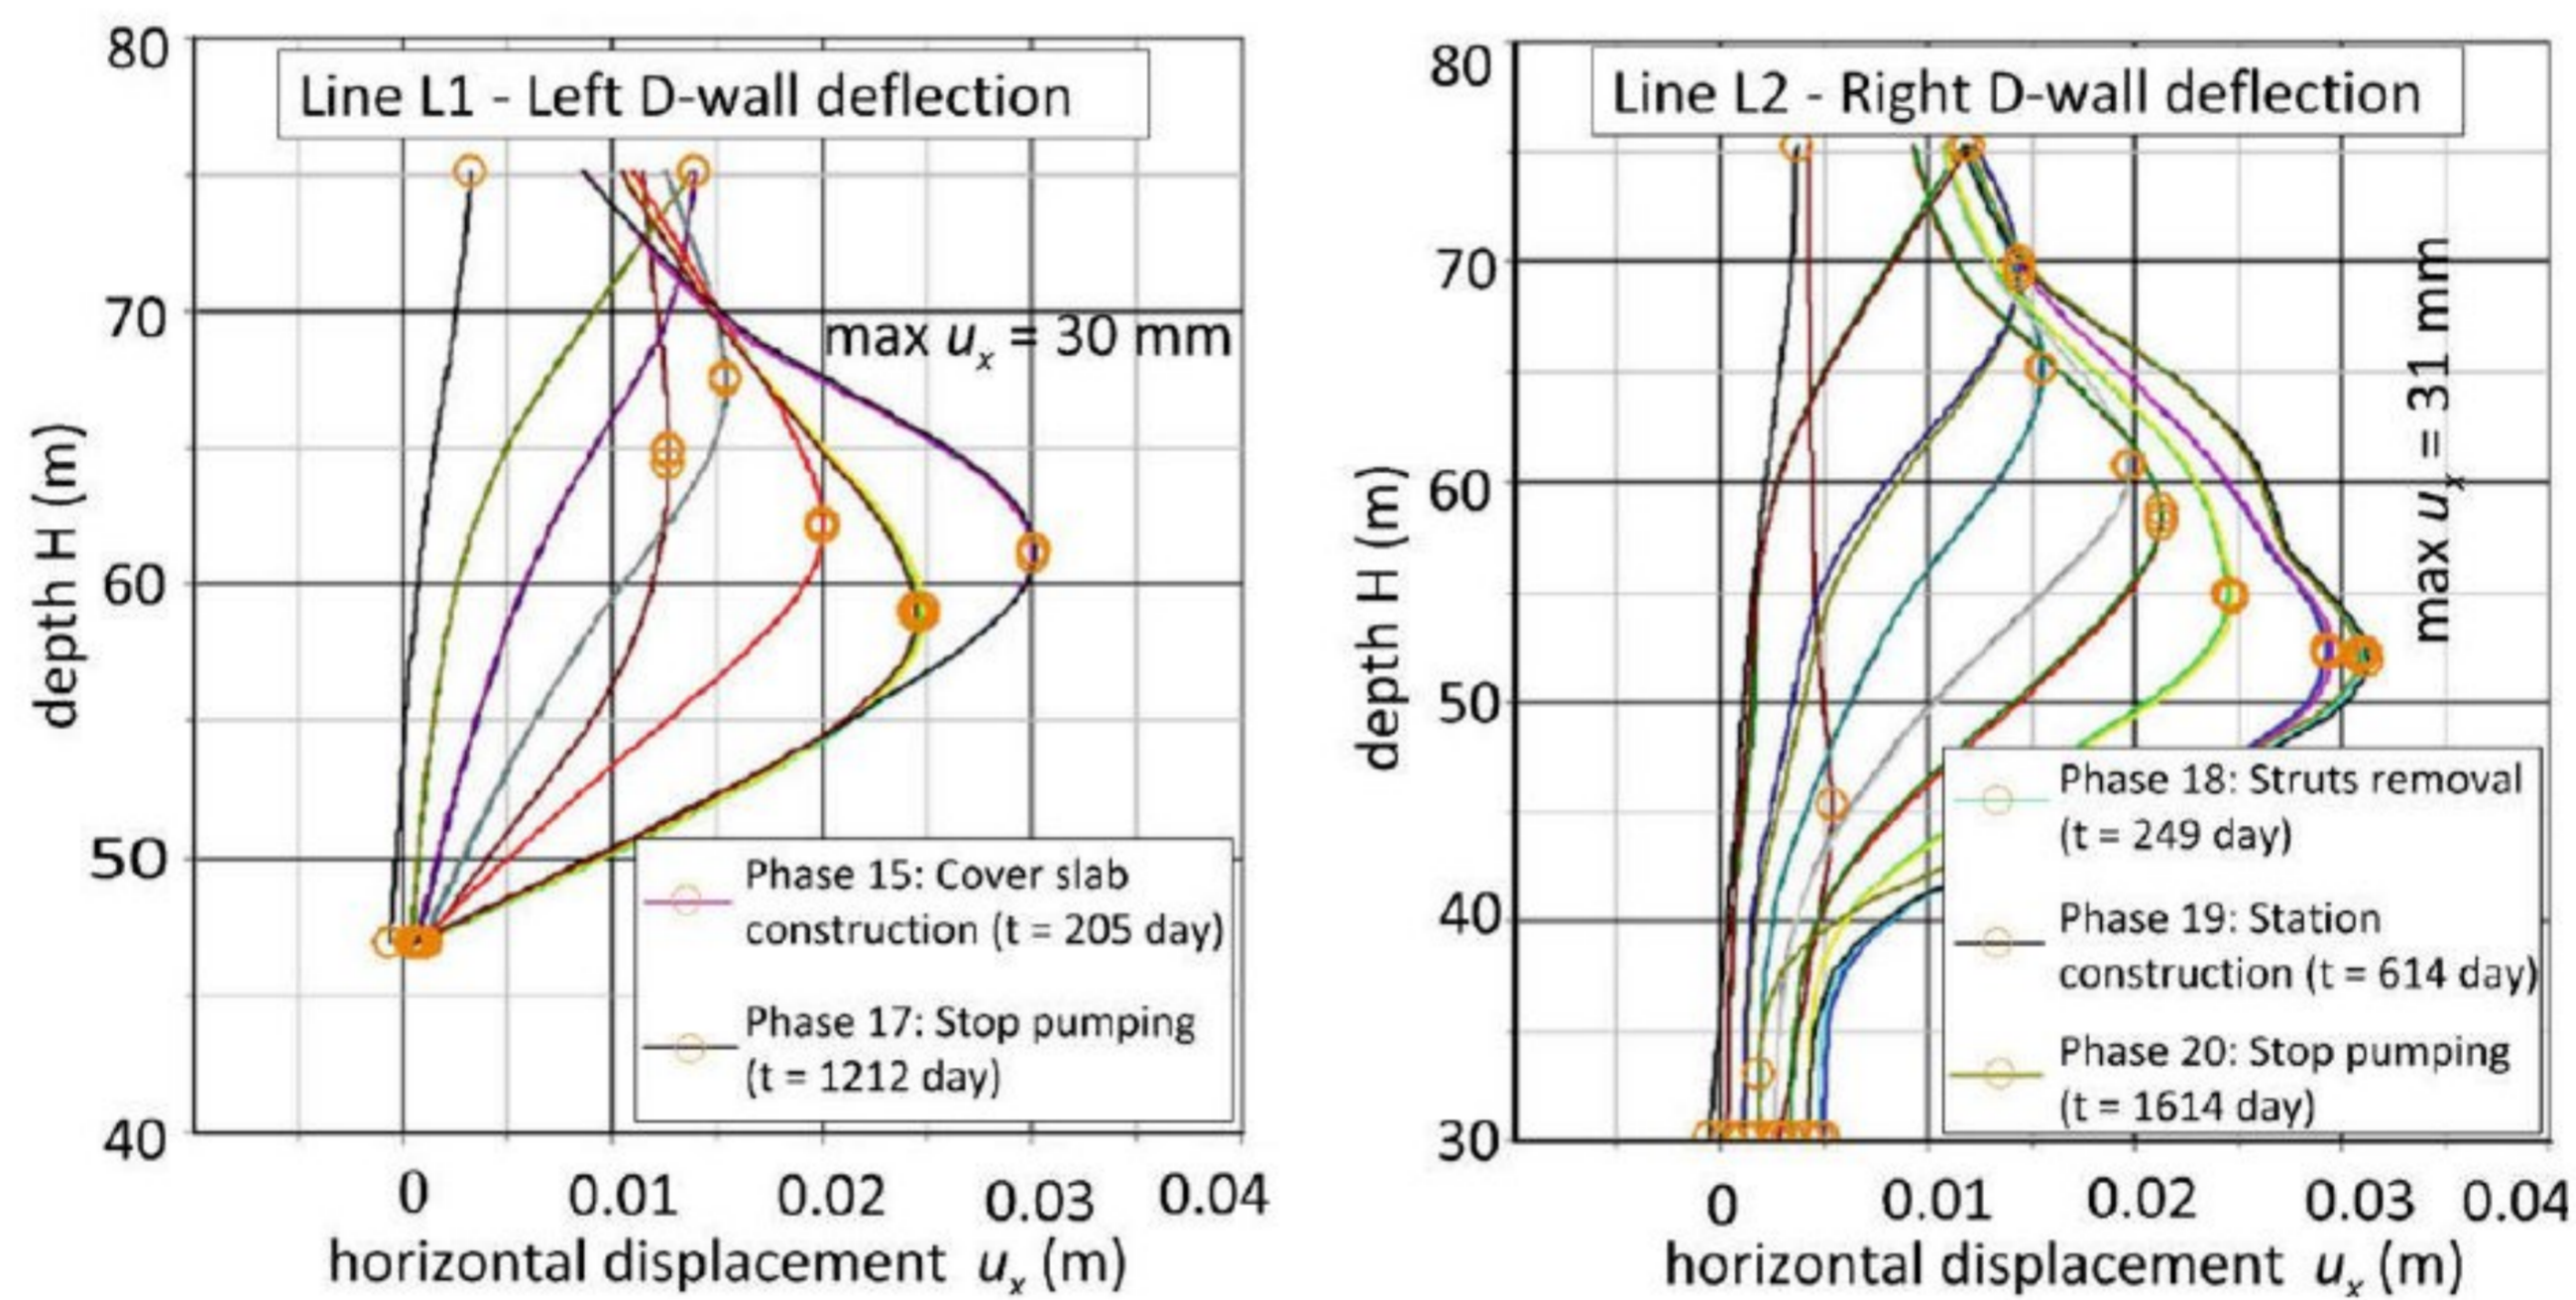 Line L1 - Left D-wall deflection
80
70
60
50
40
depth H (m)
max uₓ = 30 mm
Phase 15: Cover slab
construction (t = 205 day)
Phase 17: Stop pumping
(t = 1212 day)
0 0.01 0.02 0.03 0.04
horizontal displacement uₓ (m)
Line L2 - Right D-wall deflection
80
70
60
50
40
30
depth H (m)
max uₓ = 31 mm
Phase 18: Struts removal
(t = 249 day)
Phase 19: Station
construction (t = 614 day)
Phase 20: Stop pumping
(t = 1614 day)
0 0.01 0.02 0.03 0.04
horizontal displacement uₓ (m)